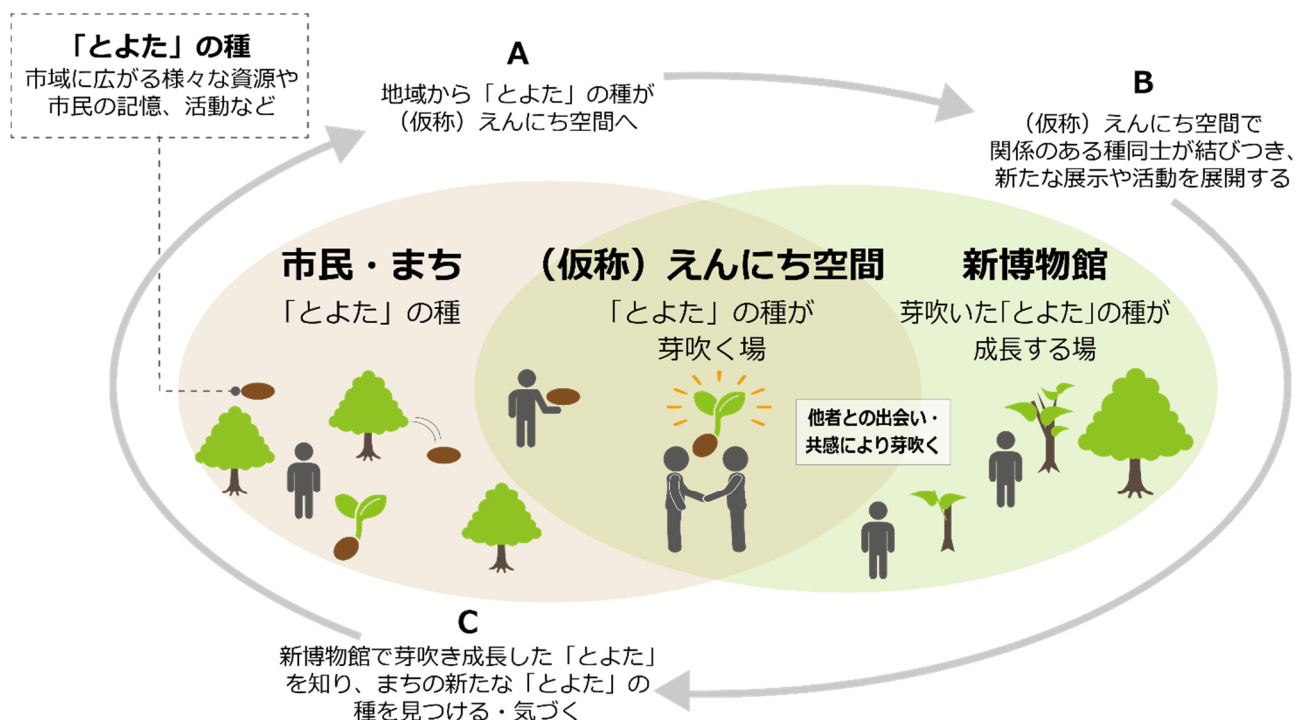 「とよた」の種
市域に広がる様々な資源や
市民の記憶、活動など
A
地域から「とよた」の種が
（仮称）えんにち空間へ
B
（仮称）えんにち空間で
関係のある種同士が結びつき、
新たな展示や活動を展開する
市民・まち
「とよた」の種
（仮称）えんにち空間
「とよた」の種が
芽吹く場
新博物館
芽吹いた「とよた」の種が
成長する場
他者との出会い・
共感により芽吹く
C
新博物館で芽吹き成長した「とよた」
を知り、まちの新たな「とよた」の
種を見つける・気づく